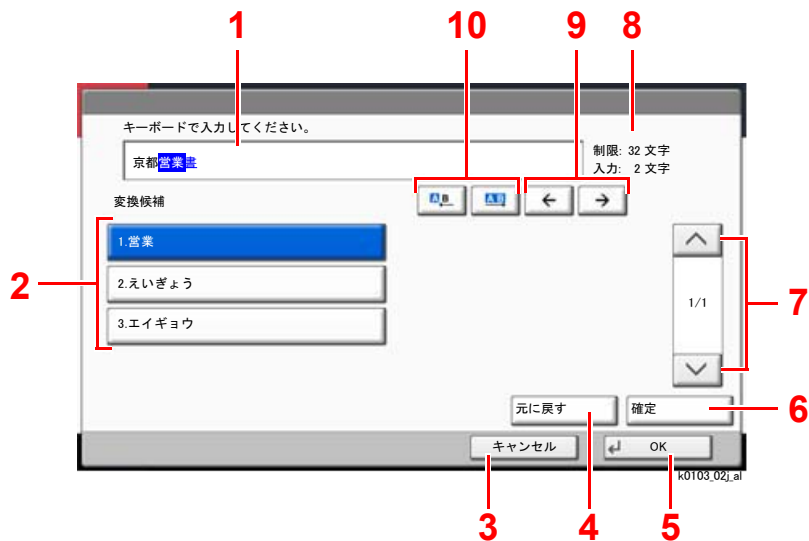 1
10
9
8
キーボードで入力してください。
京都営業書
制限: 32 文字
入力: 2 文字
変換候補
A B
A B
← →
2
1.営業
2.えいぎょう
3.エイギョウ
1/1
7
元に戻す
確定
6
キャンセル
OK
k0103_02j_al
3
4
5